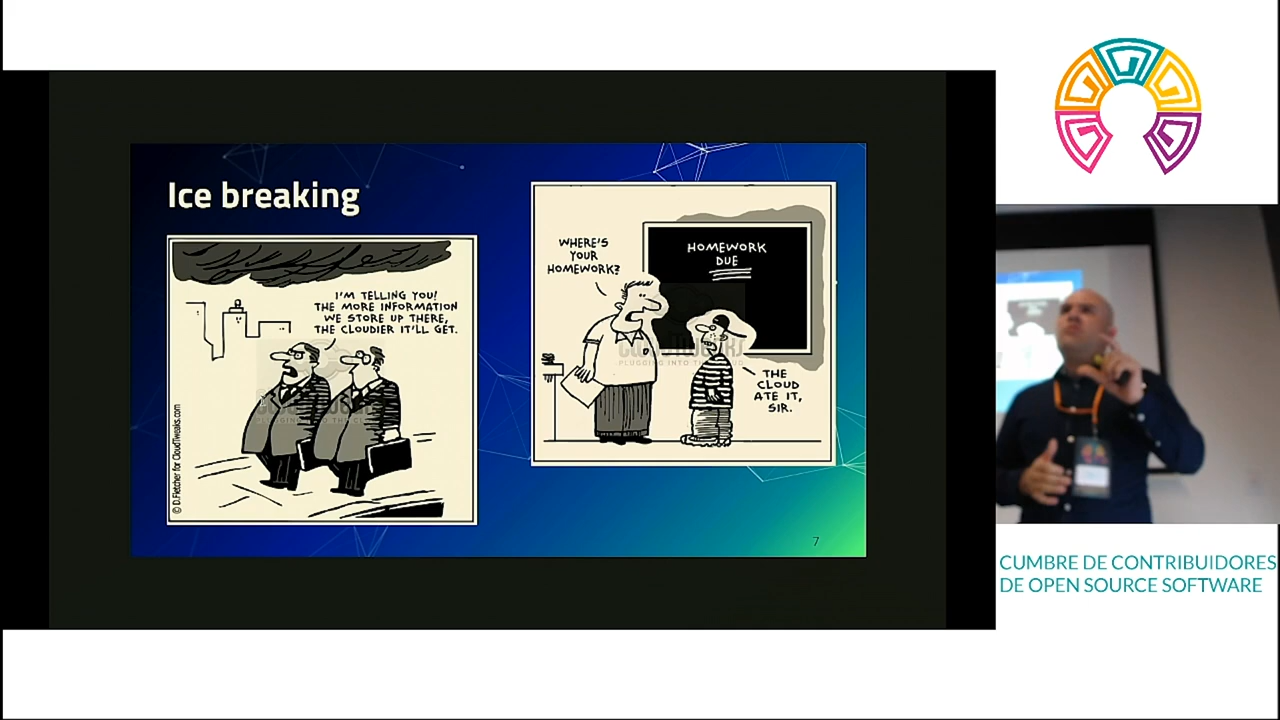 Ice breaking
I'M TELLING YOU!
THE MORE INFORMATION
WE STORE UP THERE,
THE CLOUDIER IT'LL GET.
© D.Fletcher for CloudTweaks.com
WHERE'S
YOUR
HOMEWORK?
HOMEWORK
DUE
THE
CLOUD
ATE IT,
SIR.
7
CUMBRE DE CONTRIBUIDORES
DE OPEN SOURCE SOFTWARE